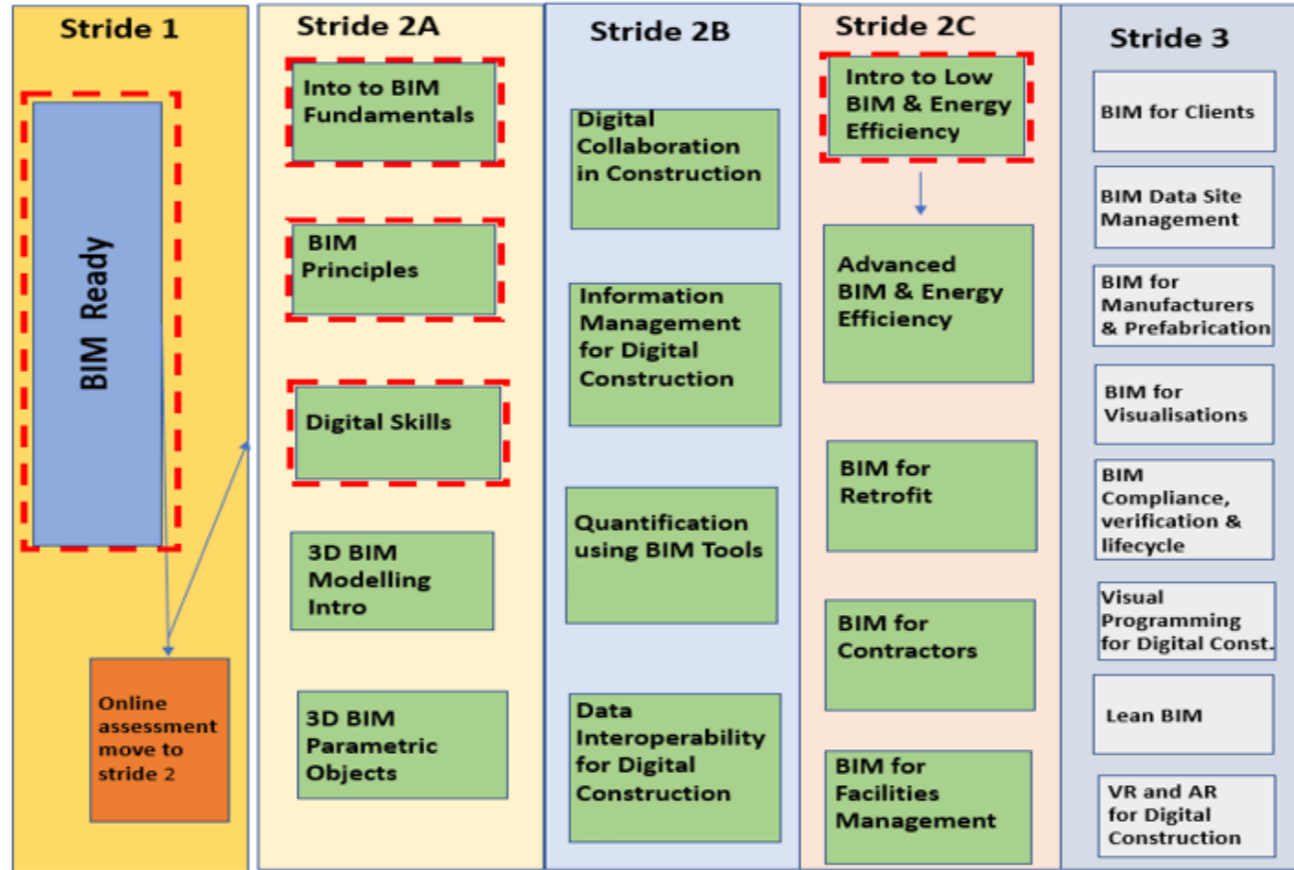 Stride 1
BIM Ready
Online
assessment
move to
stride 2
Stride 2A
Into to BIM
Fundamentals
BIM
Principles
Digital Skills
3D BIM
Modelling
Intro
3D BIM
Parametric
Objects
Stride 2B
Digital
Collaboration
in Construction
Information
Management
for Digital
Construction
Quantification
using BIM Tools
Data
Interoperability
for Digital
Construction
Stride 2C
Intro to Low
BIM & Energy
Efficiency
Advanced
BIM & Energy
Efficiency
BIM for
Retrofit
BIM for
Contractors
BIM for
Facilities
Management
Stride 3
BIM for Clients
BIM Data Site
Management
BIM for
Manufacturers
& Prefabrication
BIM for
Visualisations
BIM
Compliance,
verification &
lifecycle
Visual
Programming
for Digital Const.
Lean BIM
VR and AR
for Digital
Construction